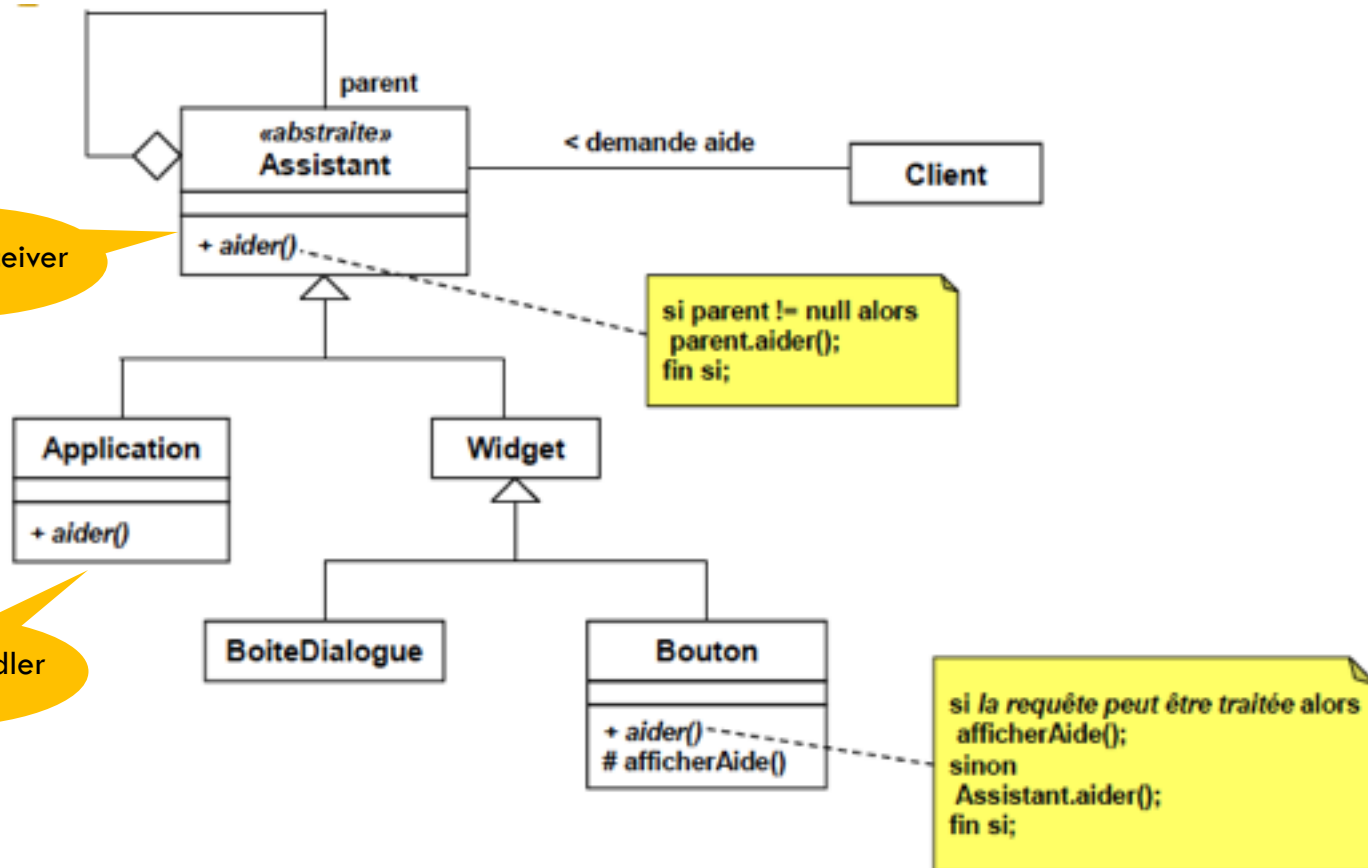 parent
«abstraite»
Assistant
< demande aide
Client
eiver
+ aider()
si parent != null alors
parent.aider();
fin si;
Application
+ aider()
Widget
dler
BoiteDialogue
Bouton
+ aider()
# afficherAide()
si la requête peut être traitée alors
afficherAide();
sinon
Assistant.aider();
fin si;